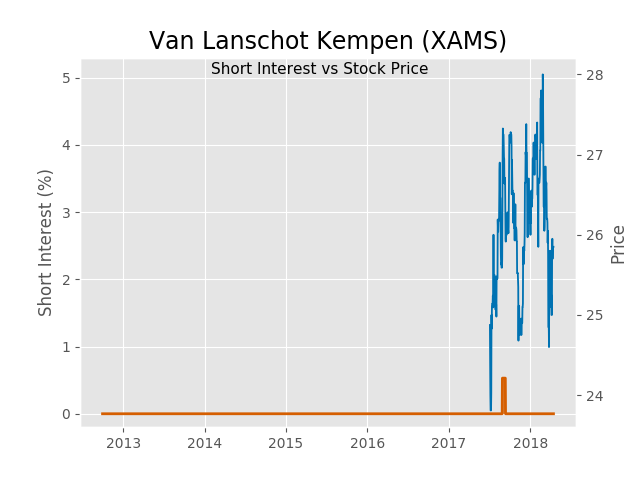 Van Lanschot Kempen (XAMS)
Short Interest vs Stock Price
Short Interest (%)
5
4
3
2
1
0
28
27
26
25
24
Price
2013 2014 2015 2016 2017 2018